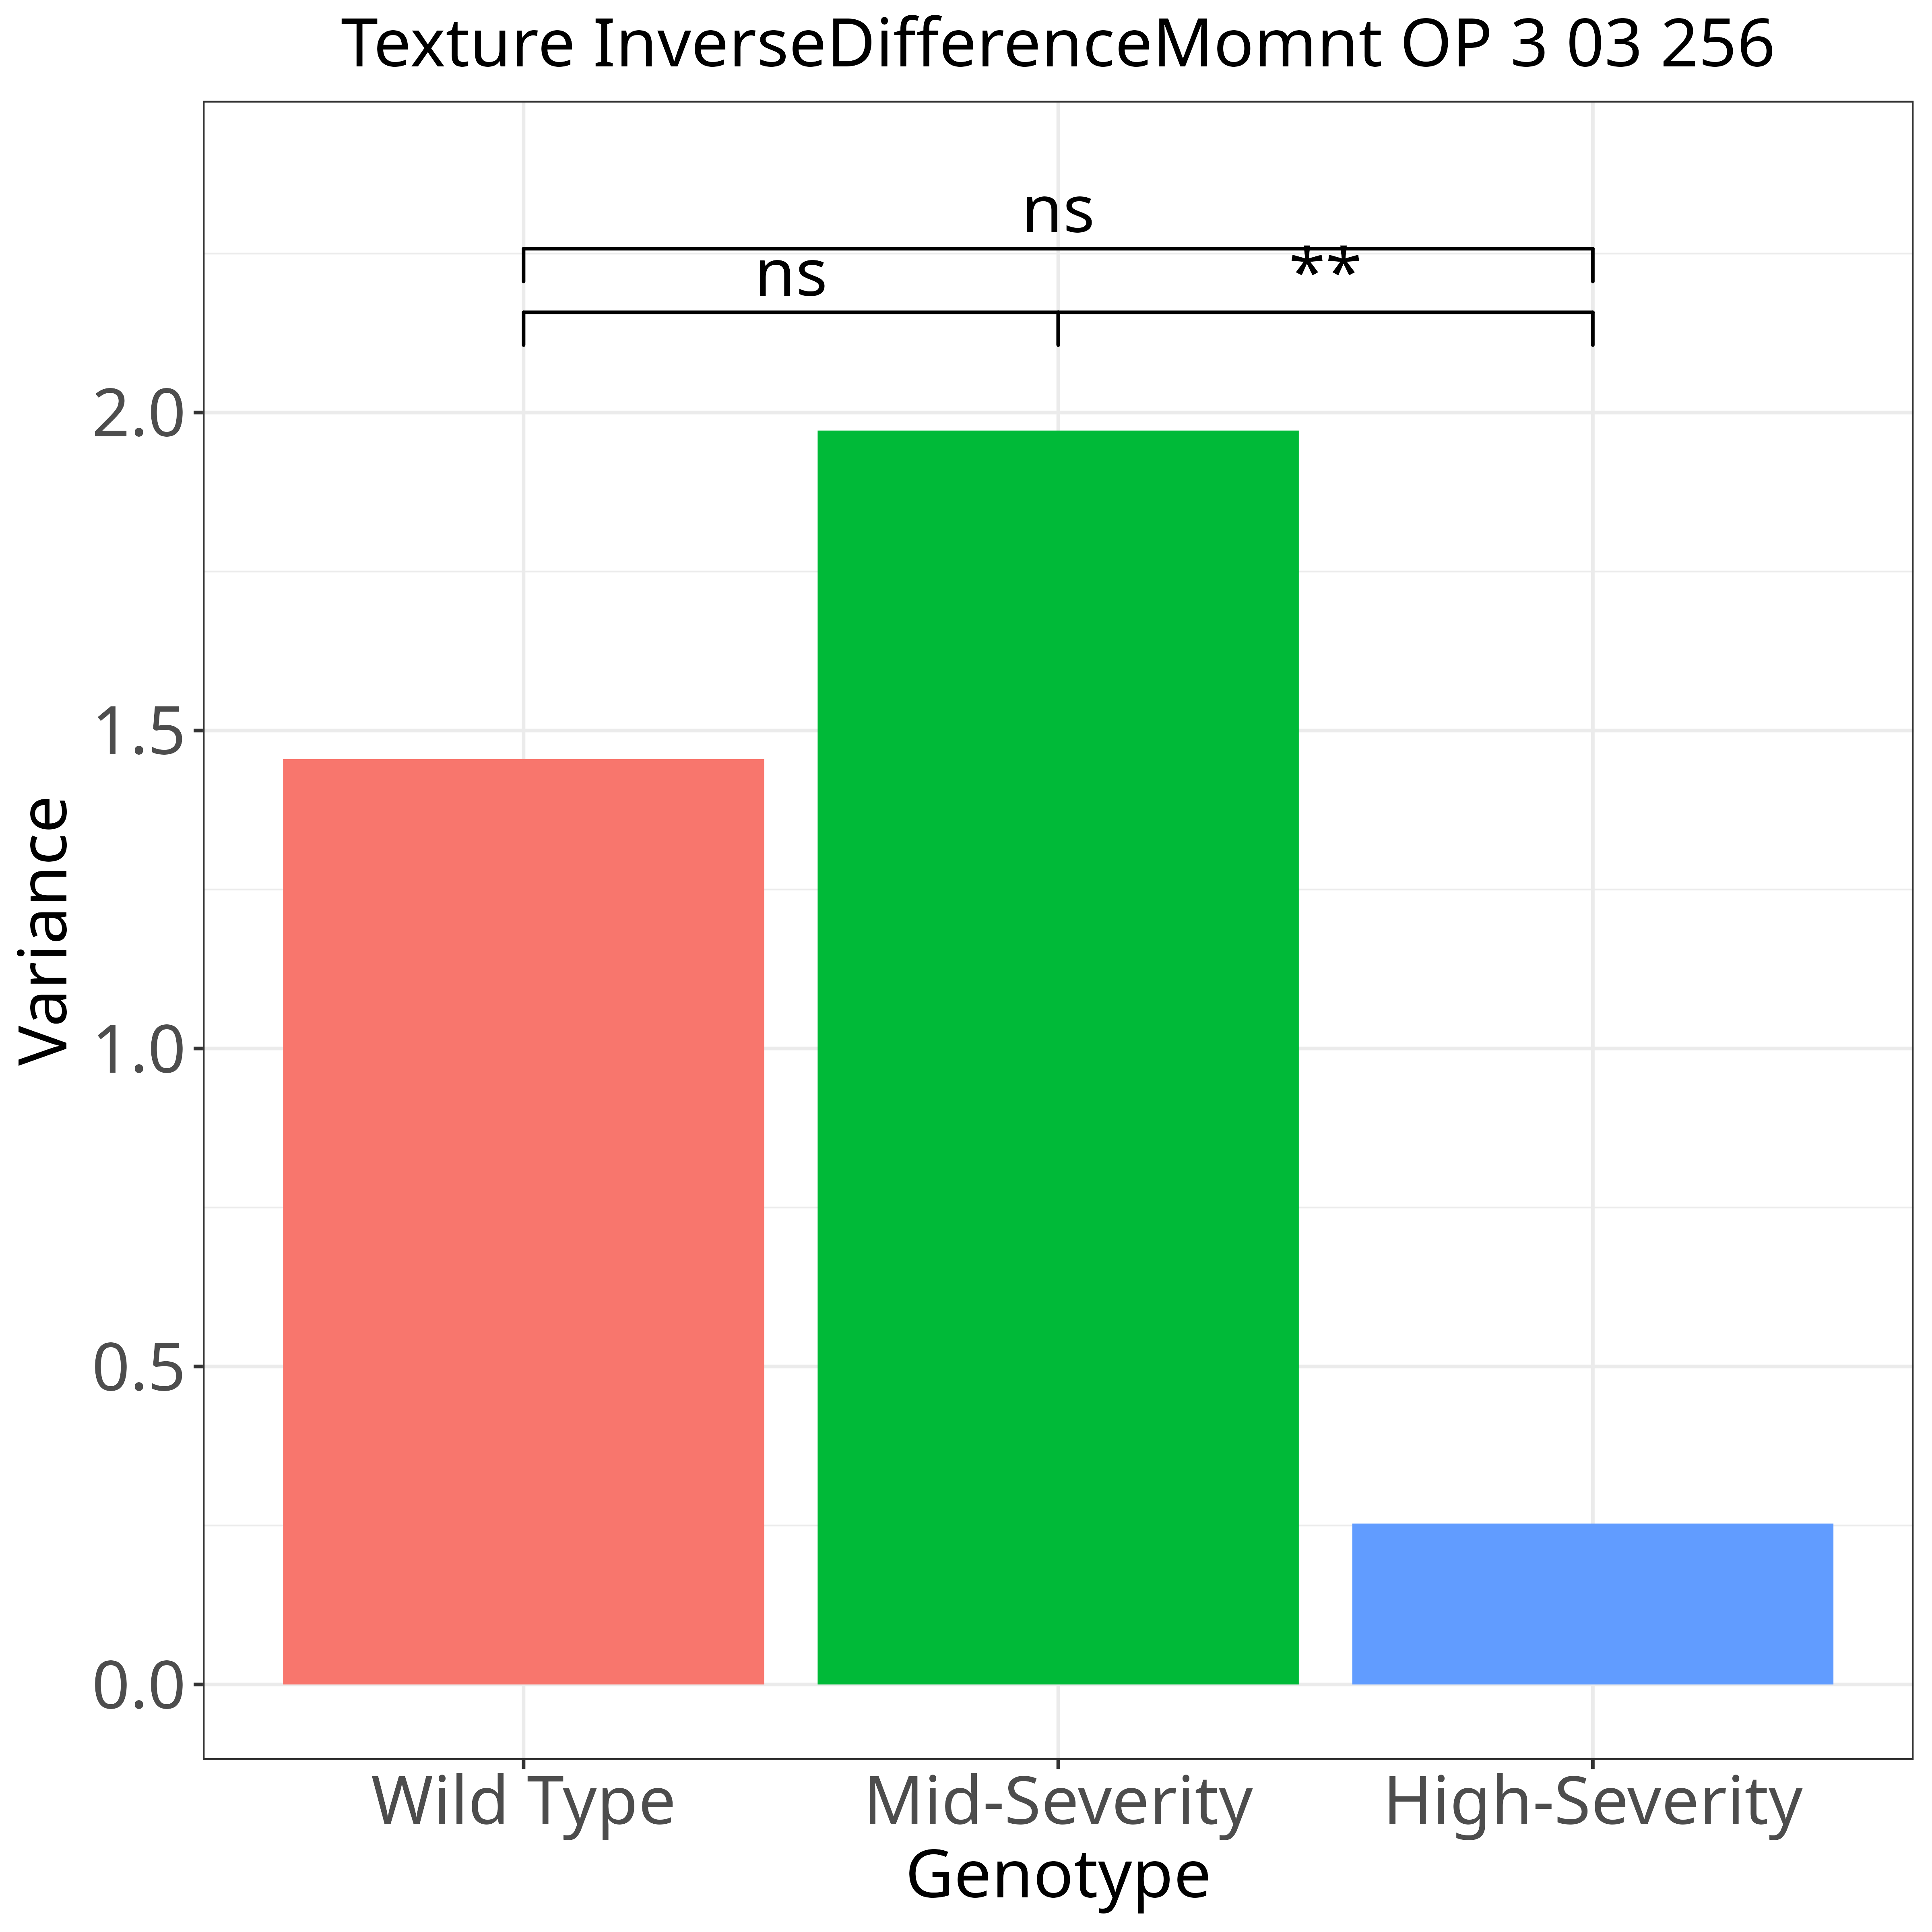 Texture InverseDifferenceMomnt OP 3 03 256
ns
ns **
2.0
1.5
1.0
0.5
0.0
Variance
Wild Type Mid-Severity High-Severity
Genotype